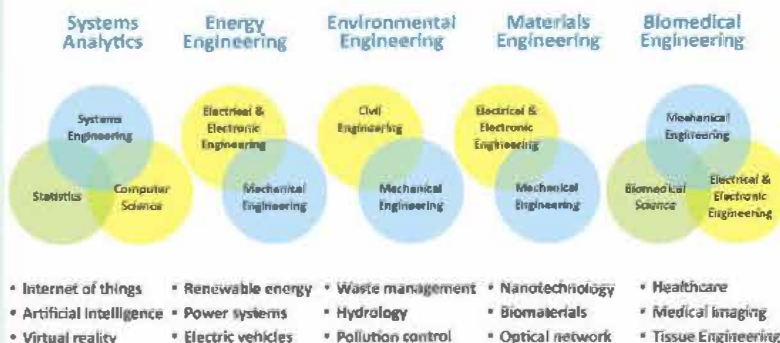 Systems
Analytics
Energy
Engineering
Environmental
Engineering
Materials
Engineering
Biomedical
Engineering
Systems
Engineering
Statistics
Computer
Science
Electrical &
Electronic
Engineering
Mechanical
Engineering
Civil
Engineering
Mechanical
Engineering
Electrical &
Electronic
Engineering
Mechanical
Engineering
Mechanical
Engineering
Biomedical
Science
Electrical &
Electronic
Engineering
• Internet of things
• Artificial Intelligence
• Virtual reality
• Renewable energy
• Power systems
• Electric vehicles
• Waste management
• Hydrology
• Pollution control
• Nanotechnology
• Biomaterials
• Optical network
• Healthcare
• Medical Imaging
• Tissue Engineering